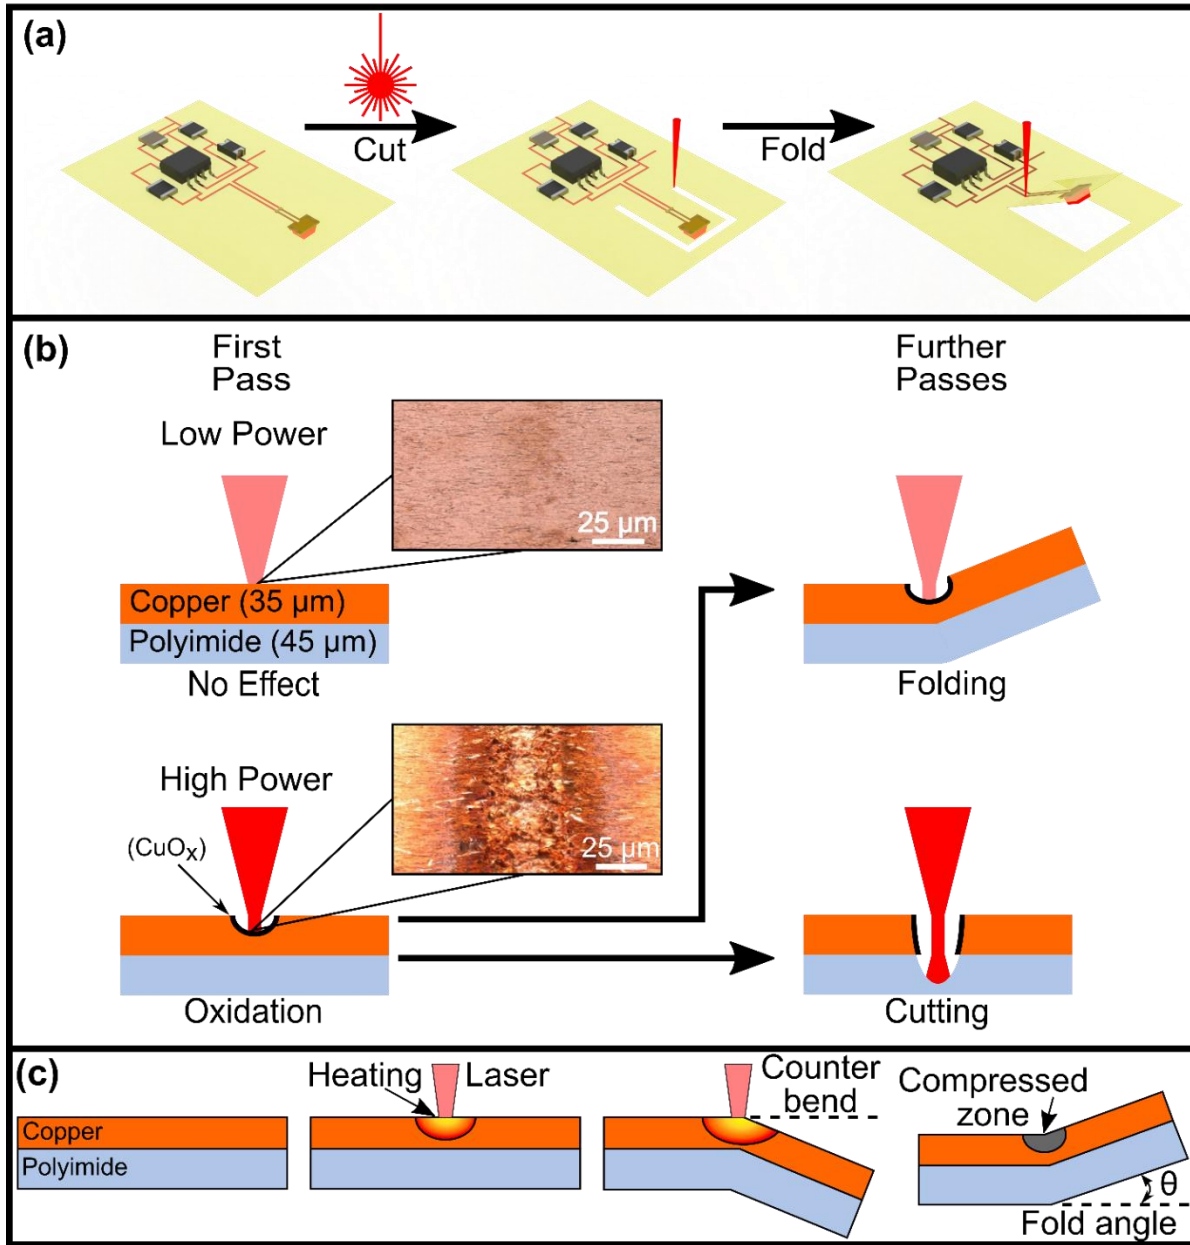 (a)
Cut
Fold
(b)
First
Pass
Further
Passes
Low Power
25 µm
Copper (35 µm)
Polyimide (45 µm)
No Effect
Folding
High Power
(CuOx)
25 µm
Oxidation
Cutting
(c)
Heating
Laser
Counter
bend
Compressed
zone
Copper
Polyimide
θ
Fold angle